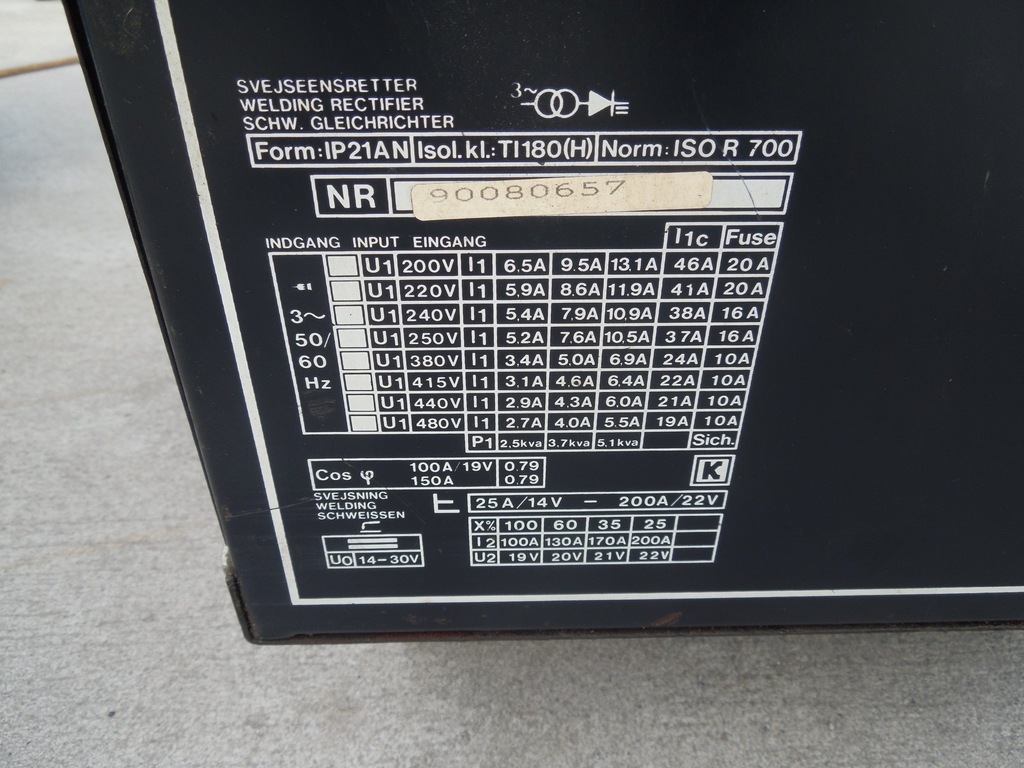 SVEJSEENSRETTER
WELDING RECTIFIER
SCHW. GLEICHRICHTER
3~
Form: IP21AN Isol. kl.: TI180(H) Norm: ISO R 700
NR 90080657
INDGANG INPUT EINGANG I1c Fuse
U1 200V I1 6.5A 9.5A 13.1A 46A 20A
U1 220V I1 5.9A 8.6A 11.9A 41A 20A
3~ U1 240V I1 5.4A 7.9A 10.9A 38A 16A
50/ U1 250V I1 5.2A 7.6A 10.5A 37A 16A
60 U1 380V I1 3.4A 5.0A 6.9A 24A 10A
Hz U1 415V I1 3.1A 4.6A 6.4A 22A 10A
U1 440V I1 2.9A 4.3A 6.0A 21A 10A
U1 480V I1 2.7A 4.0A 5.5A 19A 10A
P1 2.5kva 3.7kva 5.1kva Sich.
Cos φ 100A/19V 0.79
150A 0.79
K
SVEJSNING
WELDING
SCHWEISSEN
25A/14V – 200A/22V
X% 100 60 35 25
I2 100A 130A 170A 200A
U0 14–30V
U2 19V 20V 21V 22V